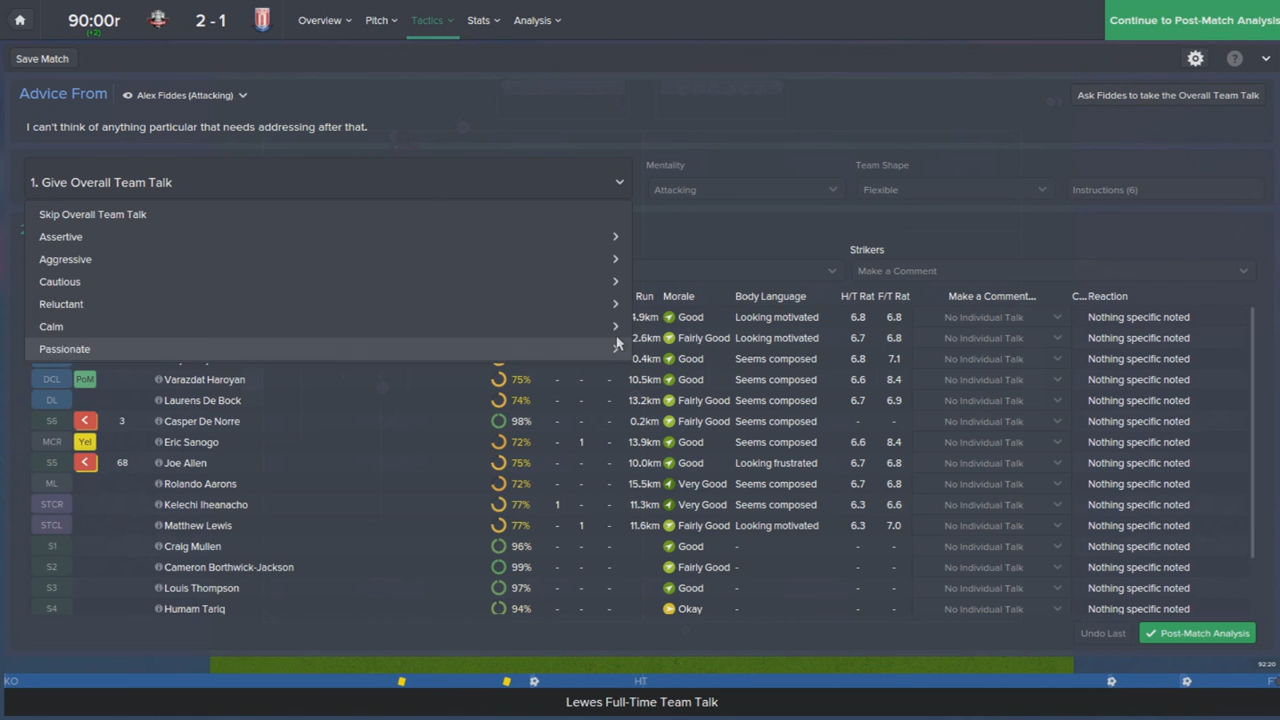 90:00r 2 - 1 Overview Pitch Tactics Stats Analysis Continue to Post-Match Analysis
(+2)
Save Match ?
Advice From Alex Fiddes (Attacking) Ask Fiddes to take the Overall Team Talk
I can't think of anything particular that needs addressing after that.
1. Give Overall Team Talk
Mentality Team Shape
Attacking Flexible Instructions (6)
Skip Overall Team Talk
Assertive
Aggressive
Cautious
Reluctant
Calm
Passionate
Strikers
Make a Comment
Run Morale Body Language H/T Rat F/T Rat Make a Comment... C... Reaction
4.9km Good Looking motivated 6.8 6.8 No Individual Talk Nothing specific noted
2.6km Fairly Good Looking motivated 6.7 6.8 No Individual Talk Nothing specific noted
0.4km Good Seems composed 6.8 7.1 No Individual Talk Nothing specific noted
DCL PoM Varazdat Haroyan 75% - - - 10.5km Good Seems composed 6.6 8.4 No Individual Talk Nothing specific noted
DL Laurens De Bock 74% - - - 13.2km Fairly Good Seems composed 6.7 6.9 No Individual Talk Nothing specific noted
S6 3 Casper De Norre 98% - - - 0.2km Fairly Good Seems composed - - No Individual Talk Nothing specific noted
MCR Yel Eric Sanogo 72% - 1 - 13.9km Good Seems composed 6.6 8.4 No Individual Talk Nothing specific noted
S5 68 Joe Allen 75% - - - 10.0km Good Looking frustrated 6.7 6.8 No Individual Talk Nothing specific noted
ML Rolando Aarons 72% - - - 15.5km Very Good Seems composed 6.7 6.8 No Individual Talk Nothing specific noted
STCR Kelechi Iheanacho 77% 1 - - 11.3km Very Good Seems composed 6.3 6.6 No Individual Talk Nothing specific noted
STCL Matthew Lewis 77% - 1 - 11.6km Fairly Good Looking motivated 6.3 7.0 No Individual Talk Nothing specific noted
S1 Craig Mullen 96% - - - Good - - - No Individual Talk Nothing specific noted
S2 Cameron Borthwick-Jackson 99% - - - Fairly Good - - - No Individual Talk Nothing specific noted
S3 Louis Thompson 97% - - - Good - - - No Individual Talk Nothing specific noted
S4 Humam Tariq 94% - - - Okay - - - No Individual Talk Nothing specific noted
Undo Last Post-Match Analysis
92:20
KO HT
Lewes Full-Time Team Talk